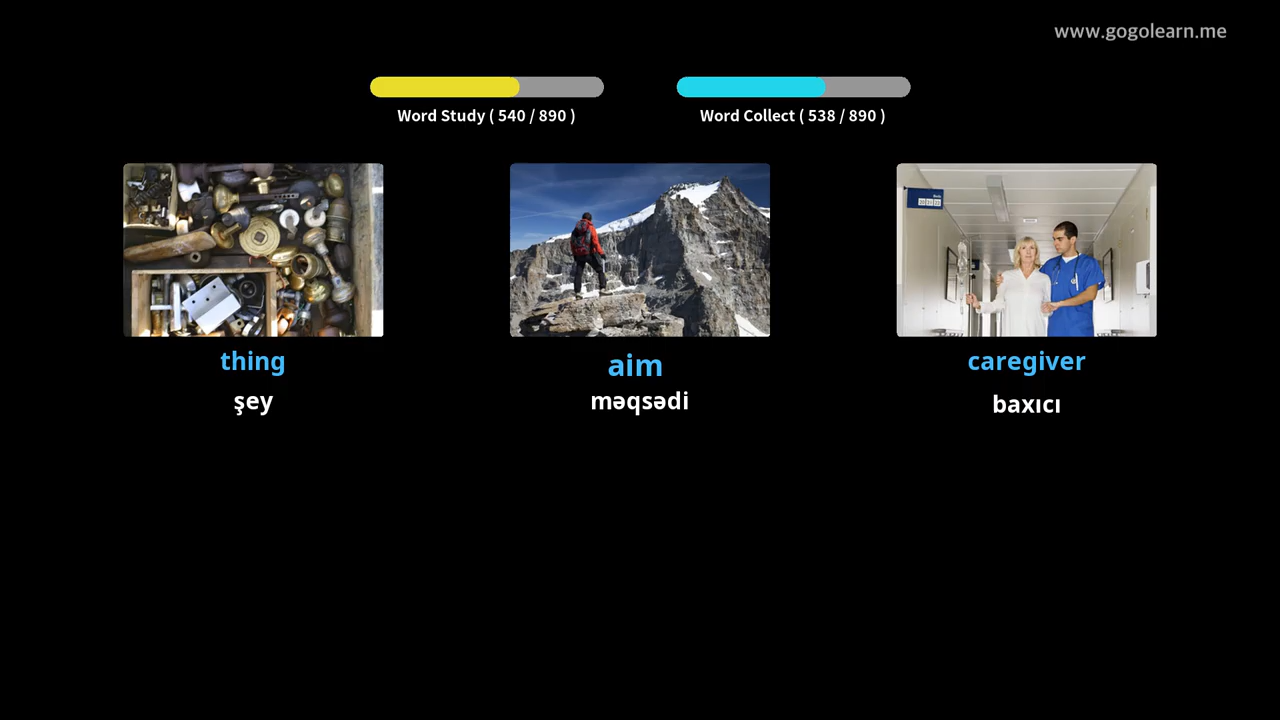 www.gogolearn.me
Word Study ( 540 / 890 )
Word Collect ( 538 / 890 )
thing
aim
caregiver
şey
məqsədi
baxıcı